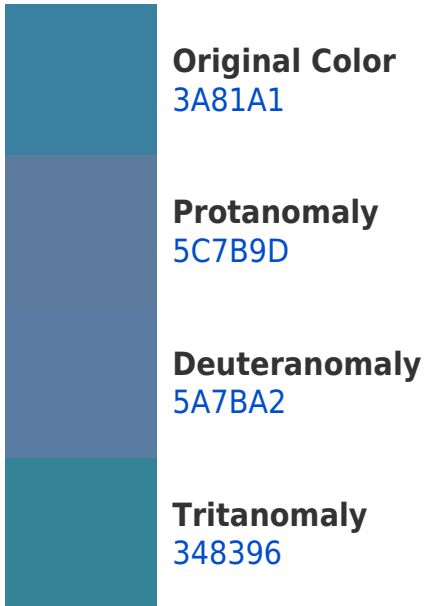 Original Color
3A81A1
Protanomaly
5C7B9D
Deuteranomaly
5A7BA2
Tritanomaly
348396